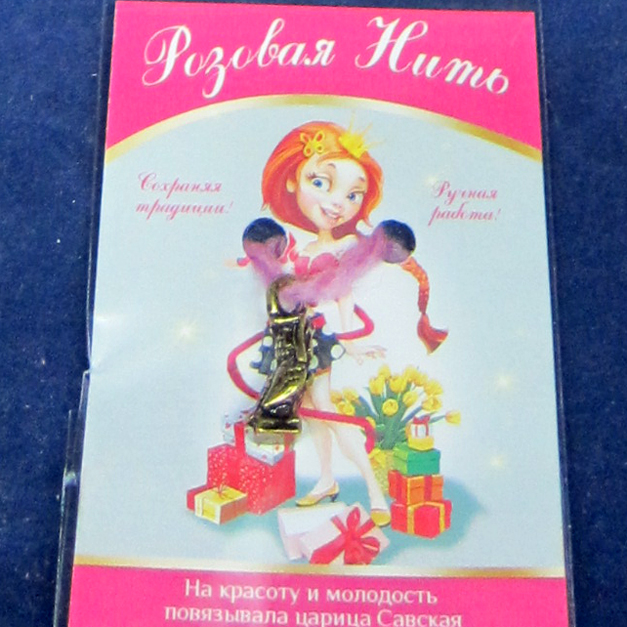 Розовая Нить
Сохраняя
традиции!
Ручная
работа!
На красоту и молодость
повязывала царица Савская